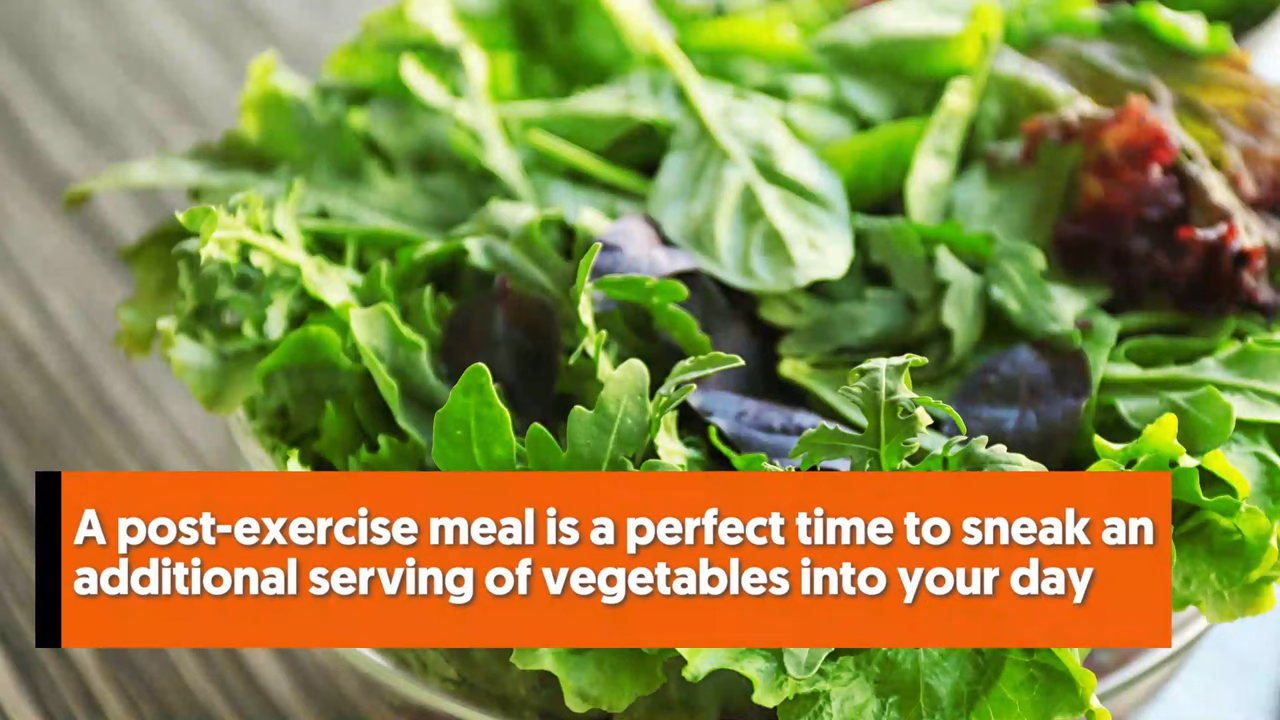 A post-exercise meal is a perfect time to sneak an
additional serving of vegetables into your day